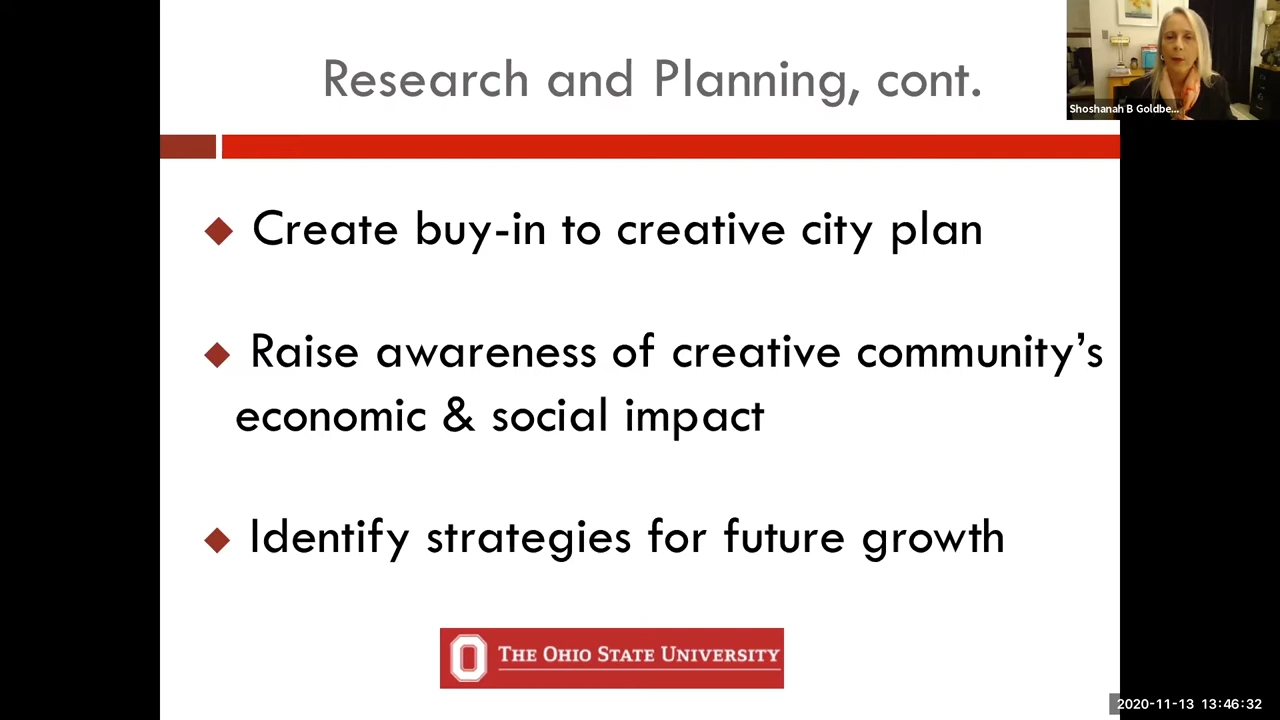 Research and Planning, cont.
Shoshanah B Goldbe...
Create buy-in to creative city plan
Raise awareness of creative community’s
economic & social impact
Identify strategies for future growth
THE OHIO STATE UNIVERSITY
2020-11-13 13:46:32